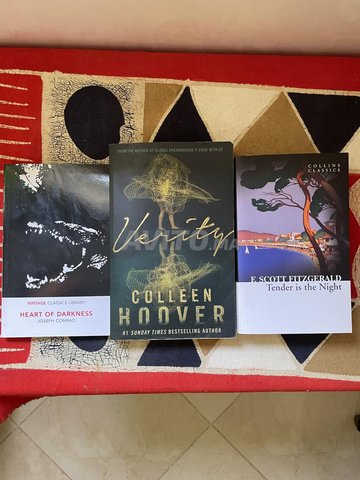 VINTAGE CLASSICS LIBRARY
HEART OF DARKNESS
JOSEPH CONRAD
FROM THE AUTHOR OF GLOBAL PHENOMENON IT ENDS WITH US
Verity
COLLEEN
HOOVER
#1 SUNDAY TIMES BESTSELLING AUTHOR
COLLINS
CLASSICS
F. SCOTT FITZGERALD
Tender is the Night